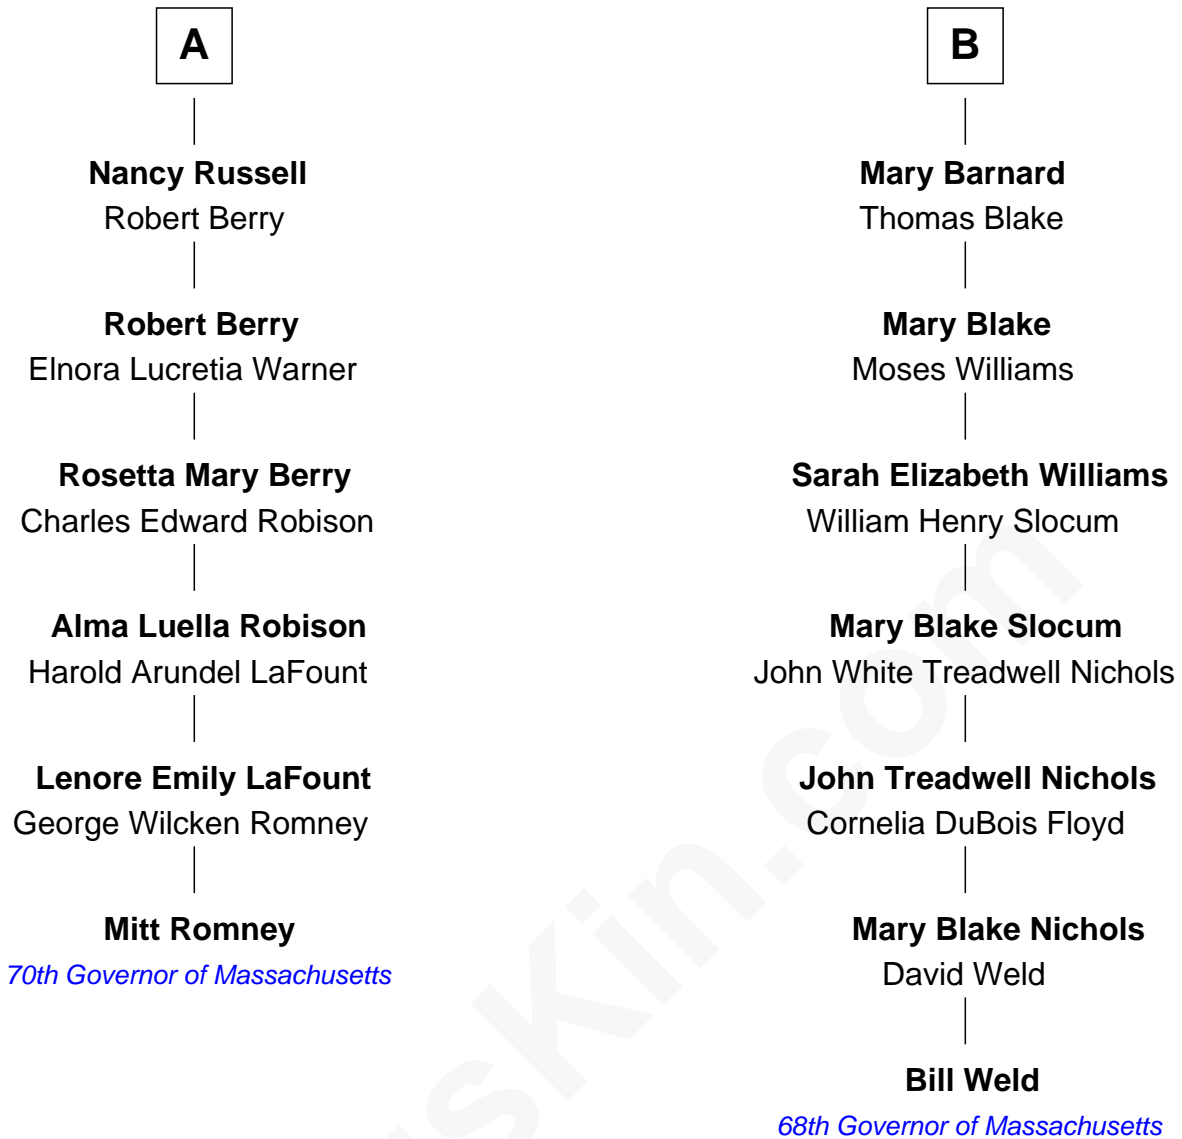 A
Nancy Russell
Robert Berry
Robert Berry
Elnora Lucretia Warner
Rosetta Mary Berry
Charles Edward Robison
Alma Luella Robison
Harold Arundel LaFount
Lenore Emily LaFount
George Wilcken Romney
Mitt Romney
70th Governor of Massachusetts
B
Mary Barnard
Thomas Blake
Mary Blake
Moses Williams
Sarah Elizabeth Williams
William Henry Slocum
Mary Blake Slocum
John White Treadwell Nichols
John Treadwell Nichols
Cornelia DuBois Floyd
Mary Blake Nichols
David Weld
Bill Weld
68th Governor of Massachusetts